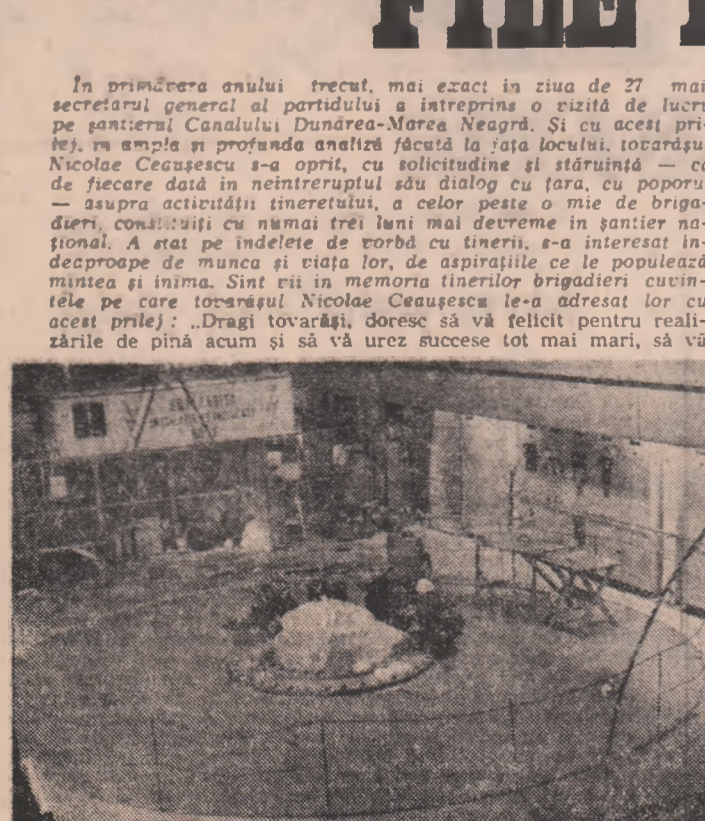 FILE
În primăvara anului trecut, mai exact în ziua de 27 mai
secretarul general al partidului a întreprins o vizită de lucr
pe șantierul Canalului Dunărea-Marea Neagră. Și cu acest pri-
lej, în ampla și profunda analiză făcută la fața locului, tovarășu
Nicolae Ceaușescu s-a oprit, cu solicitudine și stăruință — c
de fiecare dată în neîntreruptul său dialog cu țara, cu poporu
— asupra activității tineretului, a celor peste o mie de briga-
dieri, constituiți cu numai trei luni mai devreme în șantier na-
țional. A stat pe îndelete de vorbă cu tinerii, s-a interesat în-
deaproape de munca și viața lor, de aspirațiile ce le populează
mintea și inima. Sînt vii în memoria tinerilor brigadieri cuvin-
tele pe care tovarășul Nicolae Ceaușescu le-a adresat lor cu
acest prilej : „Dragi tovarăși, doresc să vă felicit pentru reali-
zările de pînă acum și să vă urez succese tot mai mari, să vă